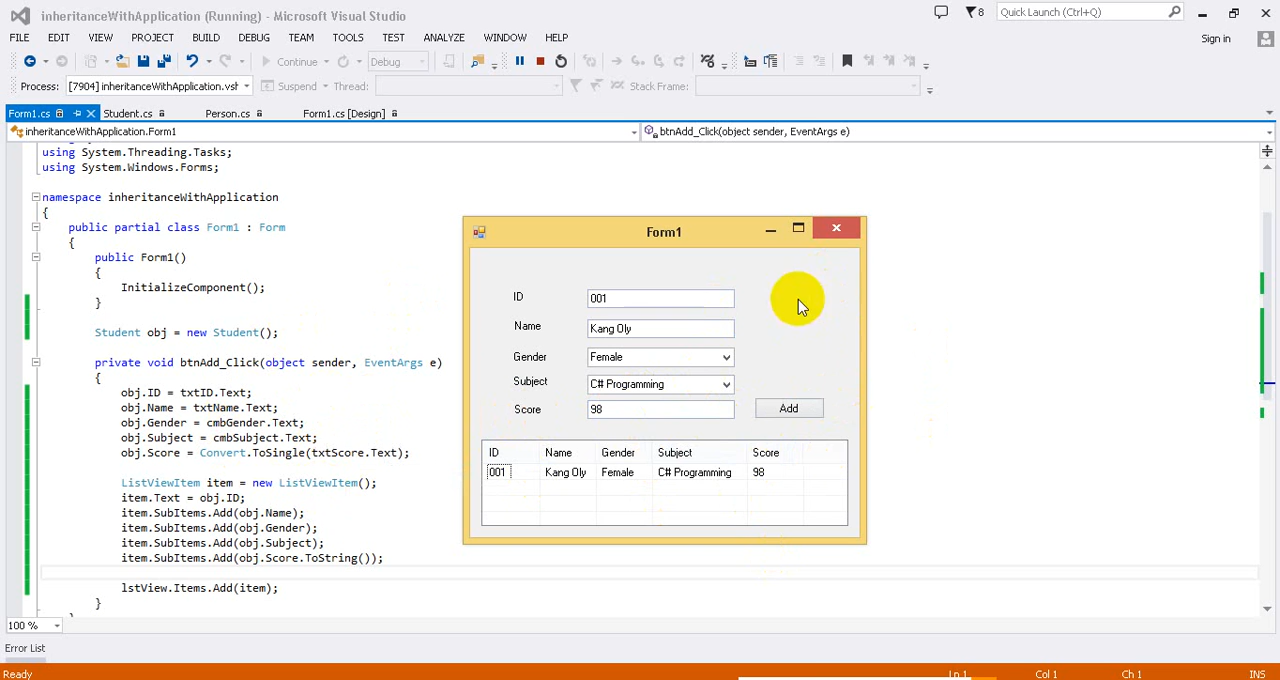 inheritanceWithApplication (Running) - Microsoft Visual Studio
8
Quick Launch (Ctrl+Q)
FILE EDIT VIEW PROJECT BUILD DEBUG TEAM TOOLS TEST ANALYZE WINDOW HELP
Sign in
Continue
Debug
Process: [7904] inheritanceWithApplication.vsh
Suspend
Thread:
Stack Frame:
Form1.cs Student.cs Person.cs Form1.cs [Design]
inheritanceWithApplication.Form1
btnAdd_Click(object sender, EventArgs e)
using System.Threading.Tasks;
using System.Windows.Forms;
namespace inheritanceWithApplication
{
public partial class Form1 : Form
{
public Form1()
{
InitializeComponent();
}
Student obj = new Student();
private void btnAdd_Click(object sender, EventArgs e)
{
obj.ID = txtID.Text;
obj.Name = txtName.Text;
obj.Gender = cmbGender.Text;
obj.Subject = cmbSubject.Text;
obj.Score = Convert.ToSingle(txtScore.Text);
ListViewItem item = new ListViewItem();
item.Text = obj.ID;
item.SubItems.Add(obj.Name);
item.SubItems.Add(obj.Gender);
item.SubItems.Add(obj.Subject);
item.SubItems.Add(obj.Score.ToString());
lstView.Items.Add(item);
}
Form1
ID 001
Name Kang Oly
Gender Female
Subject C# Programming
Score 98
Add
ID Name Gender Subject Score
001 Kang Oly Female C# Programming 98
100 %
Error List
Ready
Ln 1 Col 1 Ch 1 INS